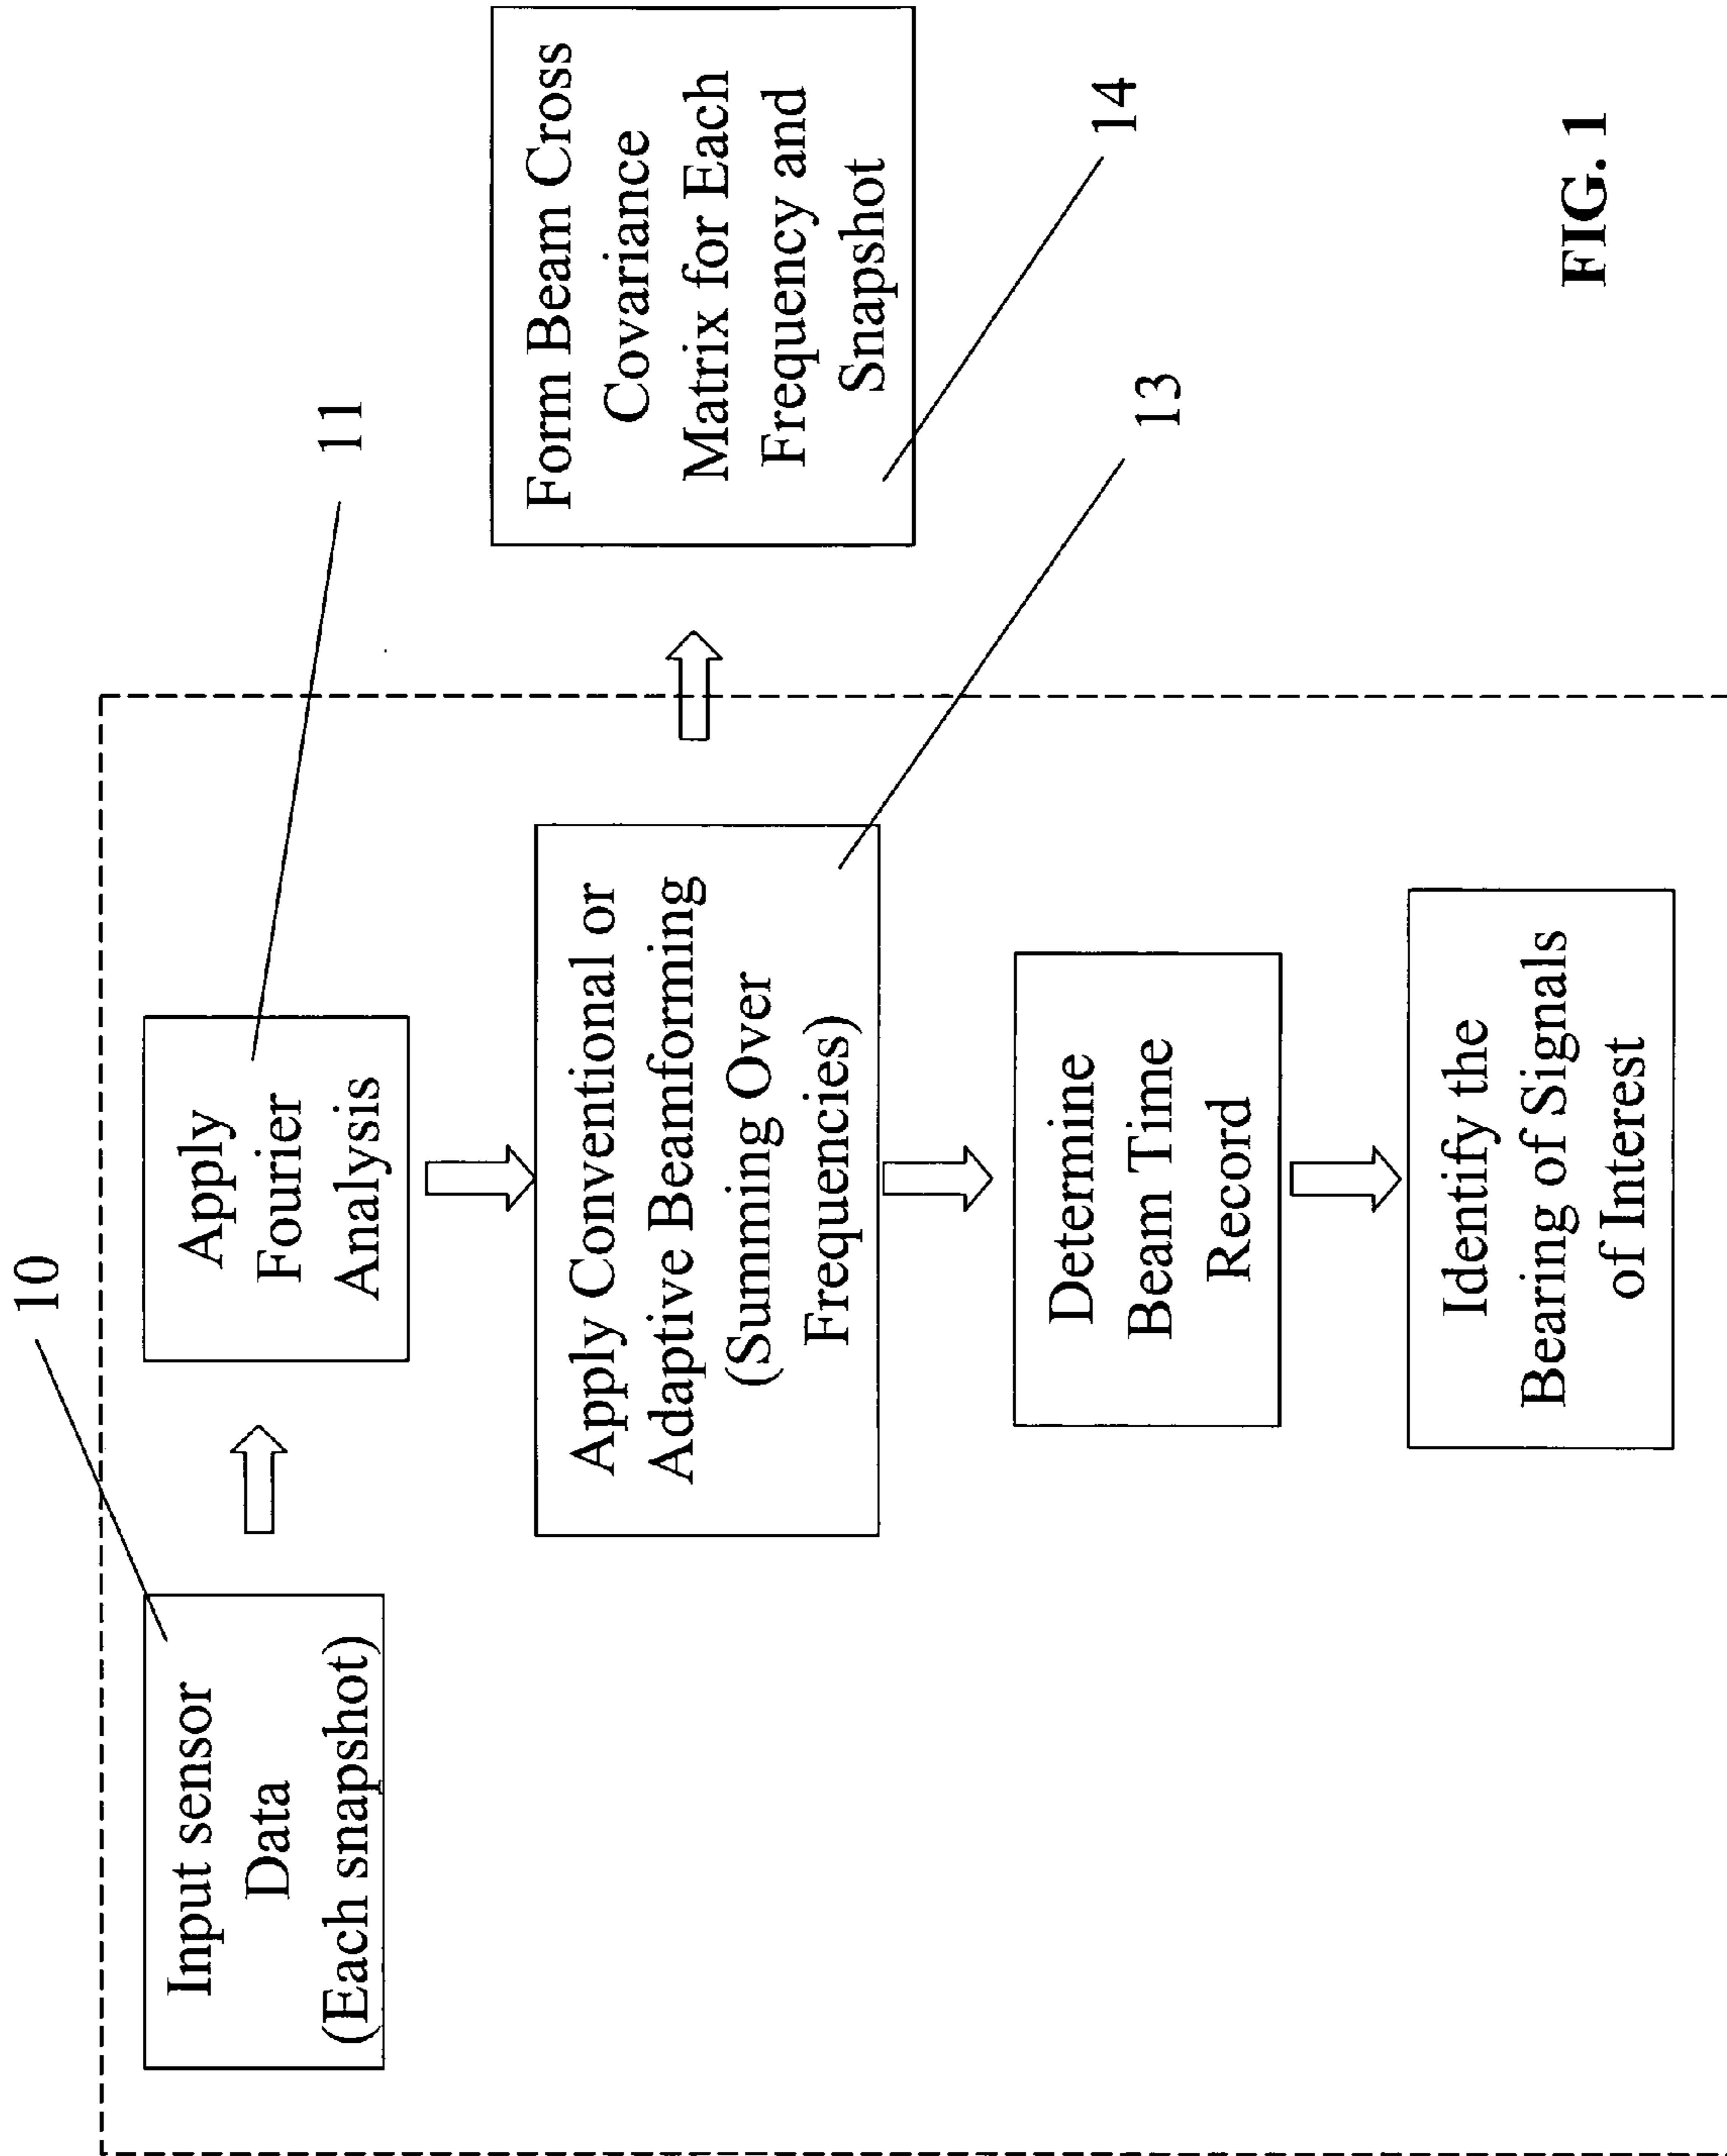 10
11
Input sensor
Data
(Each snapshot)
Apply
Fourier
Analysis
Apply Conventional or
Adaptive Beamforming
(Summing Over
Frequencies)
Form Beam Cross
Covariance
Matrix for Each
Frequency and
Snapshot
13
14
Determine
Beam Time
Record
Identify the
Bearing of Signals
of Interest
FIG. 1